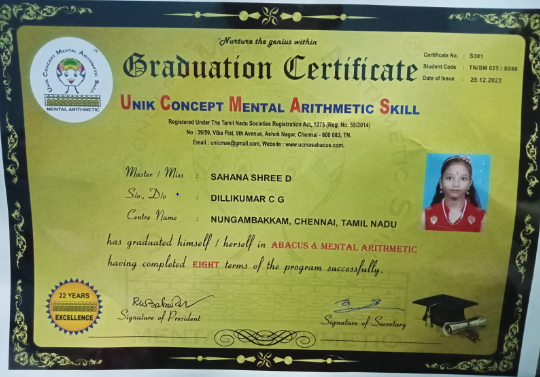 "Nurture the genius within"
Graduation Certificate
Certificate No. : S301
Student Code : TN/SM 025 / S098
Date of Issue : 25.12.2022
UNIK CONCEPT MENTAL ARITHMETIC SKILL
MENTAL ARITHMETIC
UNIK CONCEPT MENTAL ARITHMETIC SKILL
Registered Under The Tamil Nadu Societies Registration Act, 1975 (Reg. No. 55/2014)
No : 39/59, Viba Flat, 9th Avenue, Ashok Nagar, Chennai - 600 083, TN.
Email : unicmas@gmail.com, Website : www.ucmasabacus.com
Master / Miss : SAHANA SHREE D
S/o., D/o : DILLIKUMAR C G
Centre Name : NUNGAMBAKKAM, CHENNAI, TAMIL NADU
has graduated himself / herself in ABACUS & MENTAL ARITHMETIC
having completed EIGHT terms of the program successfully.
22 YEARS
EXCELLENCE
Signature of President
Signature of Secretary